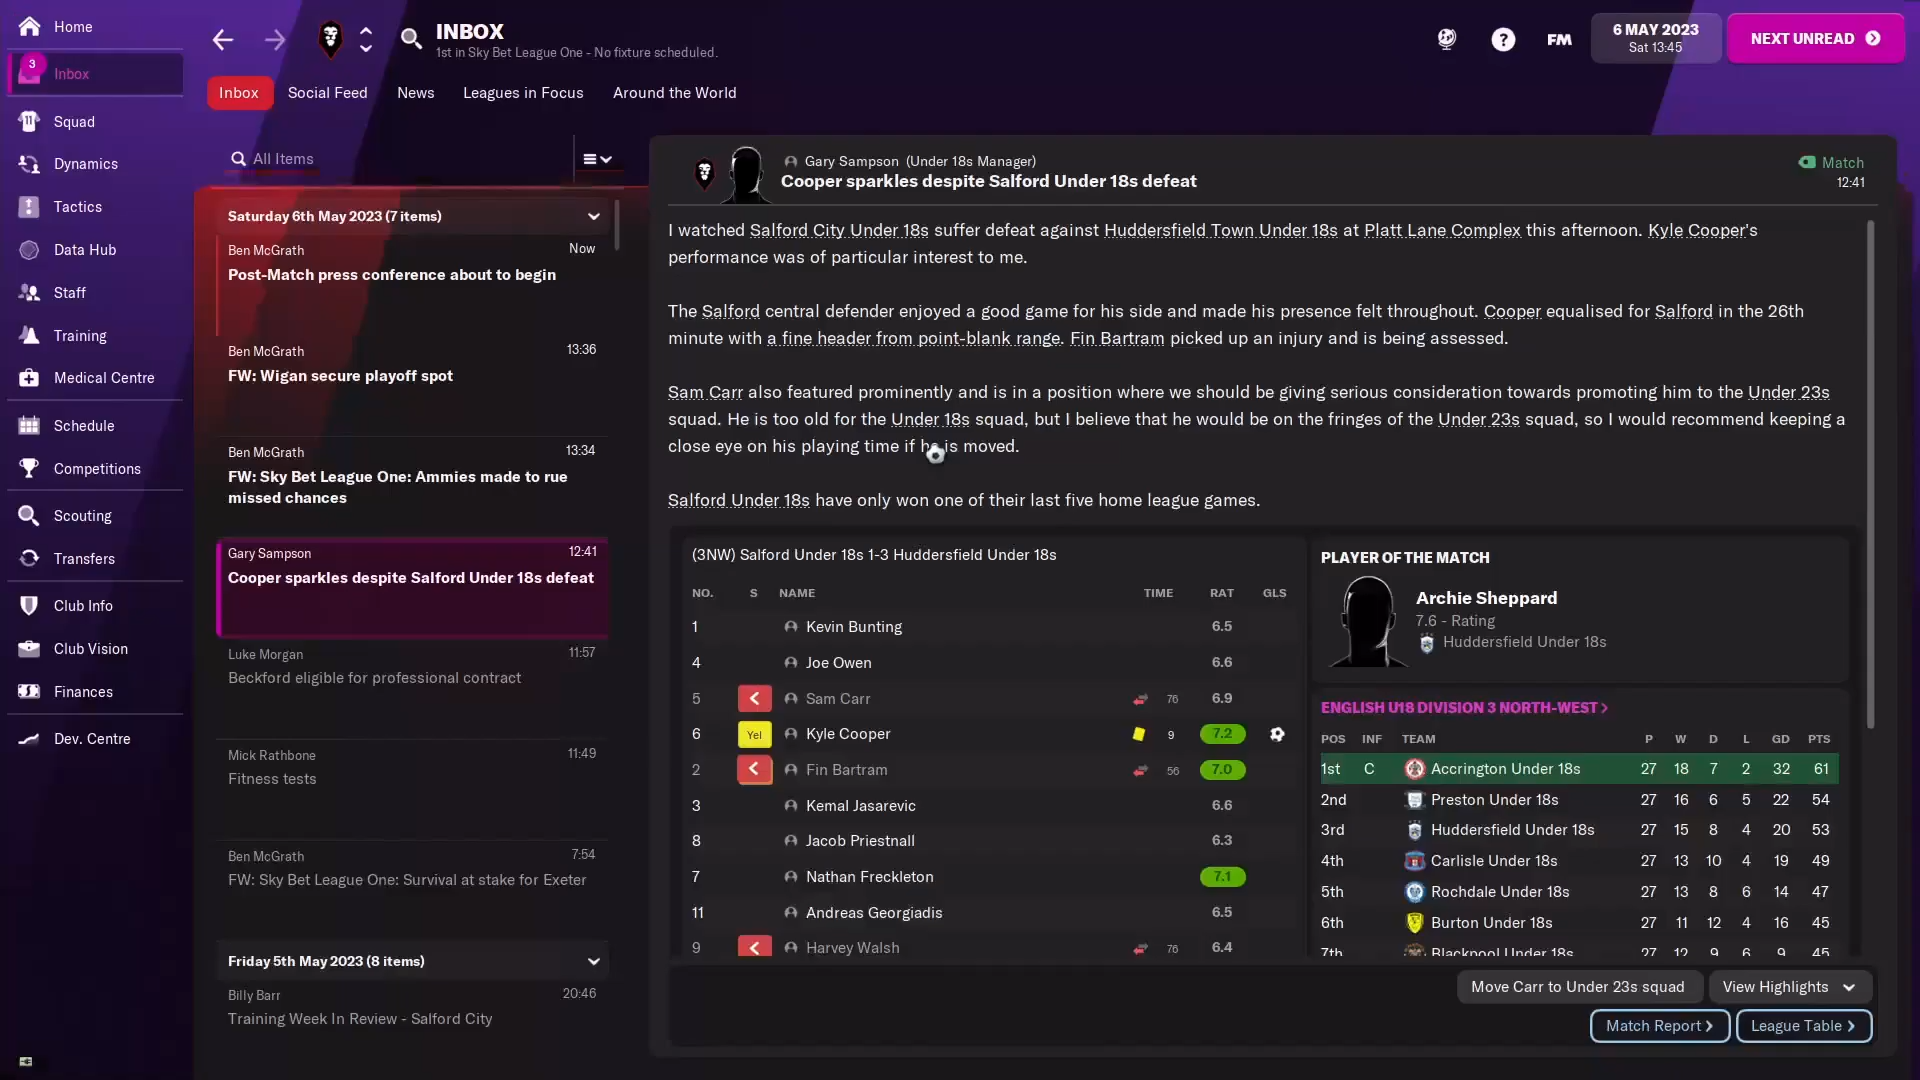 Home
3
Inbox
Squad
Dynamics
Tactics
Data Hub
Staff
Training
Medical Centre
Schedule
Competitions
Scouting
Transfers
Club Info
Club Vision
Finances
Dev. Centre
INBOX
1st in Sky Bet League One - No fixture scheduled.
FM
6 MAY 2023
Sat 13:45
NEXT UNREAD
Inbox Social Feed News Leagues in Focus Around the World
All Items
Saturday 6th May 2023 (7 items)
Ben McGrath Now
Post-Match press conference about to begin
Ben McGrath 13:36
FW: Wigan secure playoff spot
Ben McGrath 13:34
FW: Sky Bet League One: Ammies made to rue
missed chances
Gary Sampson 12:41
Cooper sparkles despite Salford Under 18s defeat
Luke Morgan 11:57
Beckford eligible for professional contract
Mick Rathbone 11:49
Fitness tests
Ben McGrath 7:54
FW: Sky Bet League One: Survival at stake for Exeter
Friday 5th May 2023 (8 items)
Billy Barr 20:46
Training Week In Review - Salford City
Gary Sampson (Under 18s Manager)
Cooper sparkles despite Salford Under 18s defeat
Match
12:41
I watched Salford City Under 18s suffer defeat against Huddersfield Town Under 18s at Platt Lane Complex this afternoon. Kyle Cooper's
performance was of particular interest to me.
The Salford central defender enjoyed a good game for his side and made his presence felt throughout. Cooper equalised for Salford in the 26th
minute with a fine header from point-blank range. Fin Bartram picked up an injury and is being assessed.
Sam Carr also featured prominently and is in a position where we should be giving serious consideration towards promoting him to the Under 23s
squad. He is too old for the Under 18s squad, but I believe that he would be on the fringes of the Under 23s squad, so I would recommend keeping a
close eye on his playing time if he is moved.
Salford Under 18s have only won one of their last five home league games.
(3NW) Salford Under 18s 1-3 Huddersfield Under 18s
NO. S NAME TIME RAT GLS
1 Kevin Bunting 6.5
4 Joe Owen 6.6
5 Sam Carr 76 6.9
6 Yel Kyle Cooper 9 7.2
2 Fin Bartram 56 7.0
3 Kemal Jasarevic 6.6
8 Jacob Priestnall 6.3
7 Nathan Freckleton 7.1
11 Andreas Georgiadis 6.5
9 Harvey Walsh 76 6.4
PLAYER OF THE MATCH
Archie Sheppard
7.6 - Rating
Huddersfield Under 18s
ENGLISH U18 DIVISION 3 NORTH-WEST >
POS INF TEAM P W D L GD PTS
1st C Accrington Under 18s 27 18 7 2 32 61
2nd Preston Under 18s 27 16 6 5 22 54
3rd Huddersfield Under 18s 27 15 8 4 20 53
4th Carlisle Under 18s 27 13 10 4 19 49
5th Rochdale Under 18s 27 13 8 6 14 47
6th Burton Under 18s 27 11 12 4 16 45
7th Blackpool Under 18s 27 12 9 6 9 45
Move Carr to Under 23s squad
View Highlights
Match Report >
League Table >